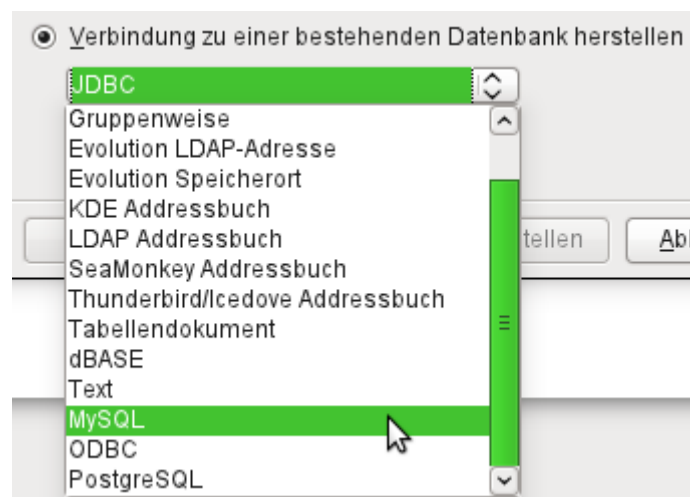 Verbindung zu einer bestehenden Datenbank herstellen
JDBC
Gruppenweise
Evolution LDAP-Adresse
Evolution Speicherort
KDE Addressbuch
LDAP Addressbuch
tellen
Abl
SeaMonkey Addressbuch
Thunderbird/Icedove Addressbuch
Tabellendokument
dBASE
Text
MySQL
ODBC
PostgreSQL